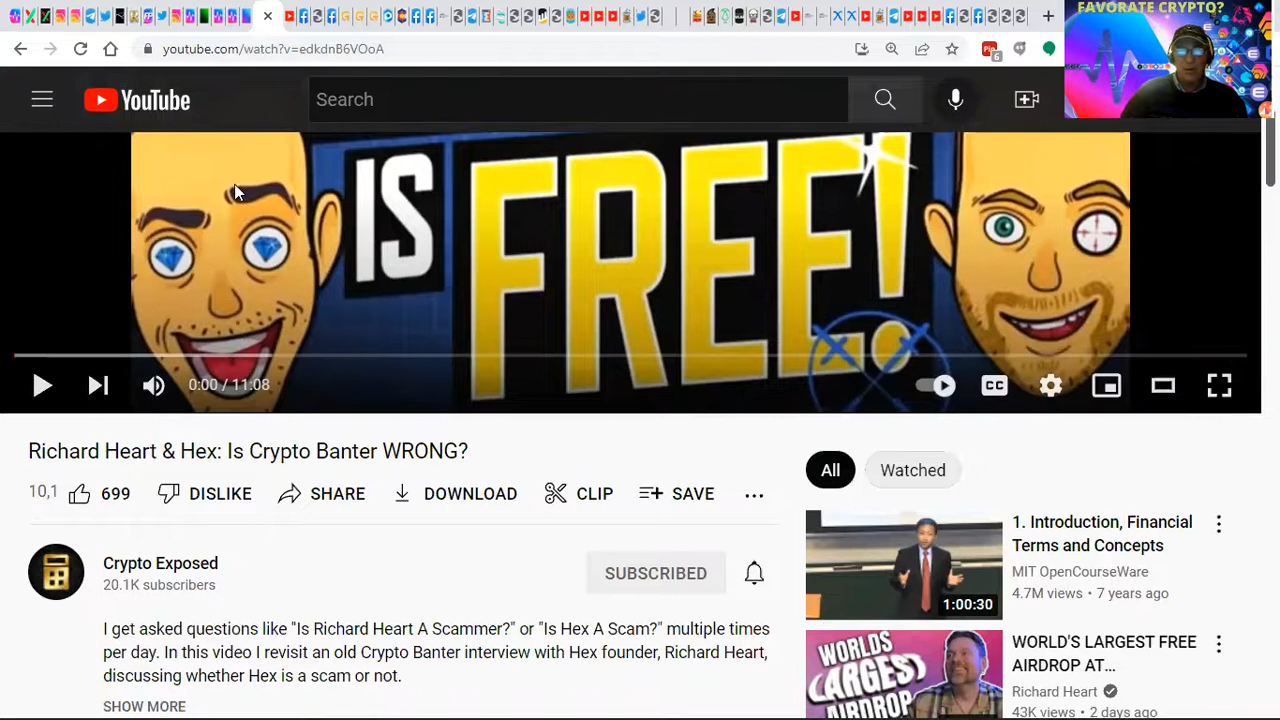 FAVORATE CRYPTO?
youtube.com/watch?v=edkdnB6VOoA
6
YouTube
Search
IS FREE!
0:00 / 11:08
CC
Richard Heart & Hex: Is Crypto Banter WRONG?
10,1
699
DISLIKE
SHARE
DOWNLOAD
CLIP
SAVE
All
Watched
Crypto Exposed
20.1K subscribers
SUBSCRIBED
I get asked questions like "Is Richard Heart A Scammer?" or "Is Hex A Scam?" multiple times
per day. In this video I revisit an old Crypto Banter interview with Hex founder, Richard Heart,
discussing whether Hex is a scam or not.
SHOW MORE
1:00:30
1. Introduction, Financial
Terms and Concepts
MIT OpenCourseWare
4.7M views • 7 years ago
WORLDS
LARGEST
AIRDROP
WORLD'S LARGEST FREE
AIRDROP AT...
Richard Heart
43K views • 2 days ago